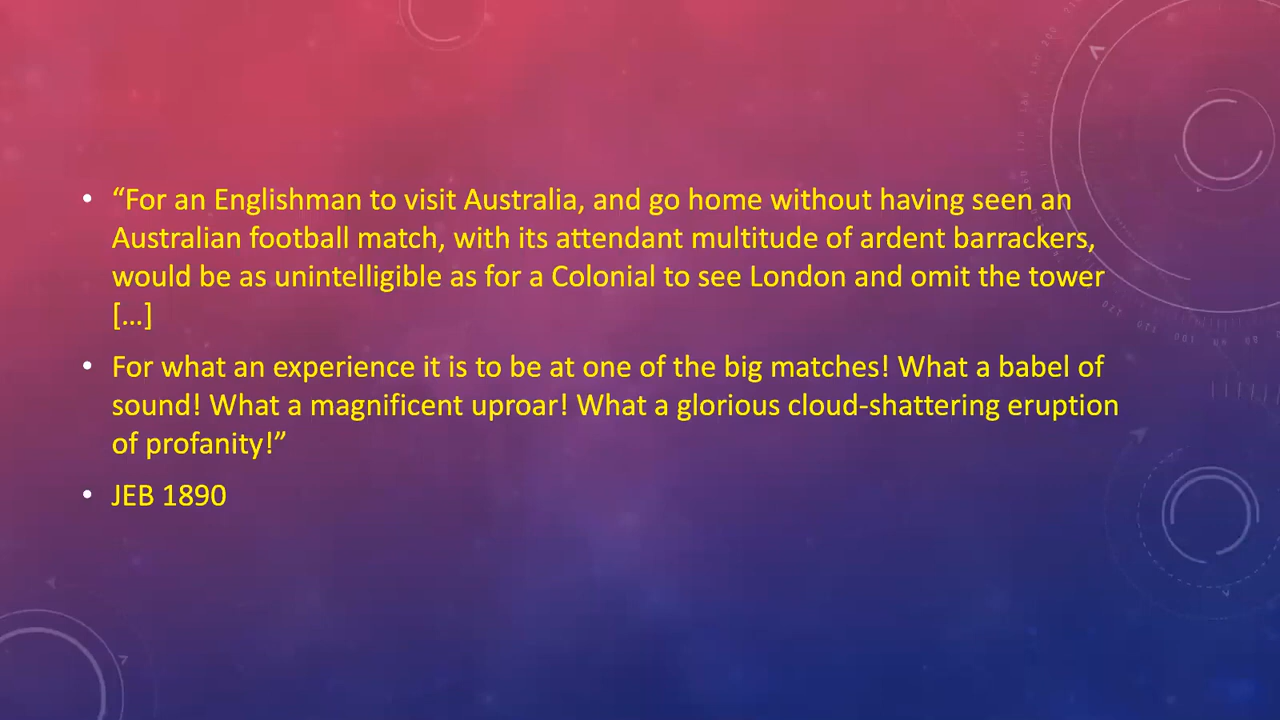 • “For an Englishman to visit Australia, and go home without having seen an
Australian football match, with its attendant multitude of ardent barrackers,
would be as unintelligible as for a Colonial to see London and omit the tower
[…]
• For what an experience it is to be at one of the big matches! What a babel of
sound! What a magnificent uproar! What a glorious cloud-shattering eruption
of profanity!”
• JEB 1890